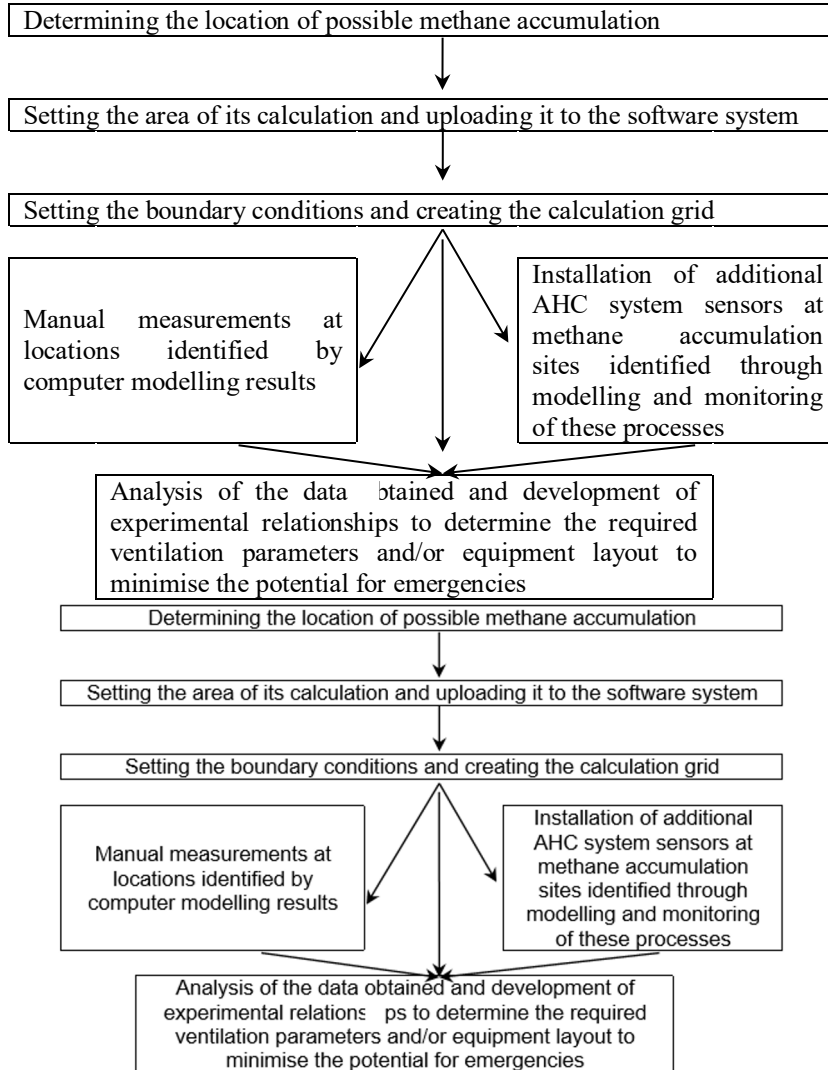 Determining the location of possible methane accumulation
Setting the area of its calculation and uploading it to the software system
Setting the boundary conditions and creating the calculation grid
Manual measurements at
locations identified by
computer modelling results
Installation of additional
AHC system sensors at
methane accumulation
sites identified through
modelling and monitoring
of these processes
Analysis of the data btained and development of
experimental relationships to determine the required
ventilation parameters and/or equipment layout to
minimise the potential for emergencies
Determining the location of possible methane accumulation
Setting the area of its calculation and uploading it to the software system
Setting the boundary conditions and creating the calculation grid
Manual measurements at
locations identified by
computer modelling results
Installation of additional
AHC system sensors at
methane accumulation
sites identified through
modelling and monitoring
of these processes
Analysis of the data obtained and development of
experimental relations ps to determine the required
ventilation parameters and/or equipment layout to
minimise the potential for emergencies